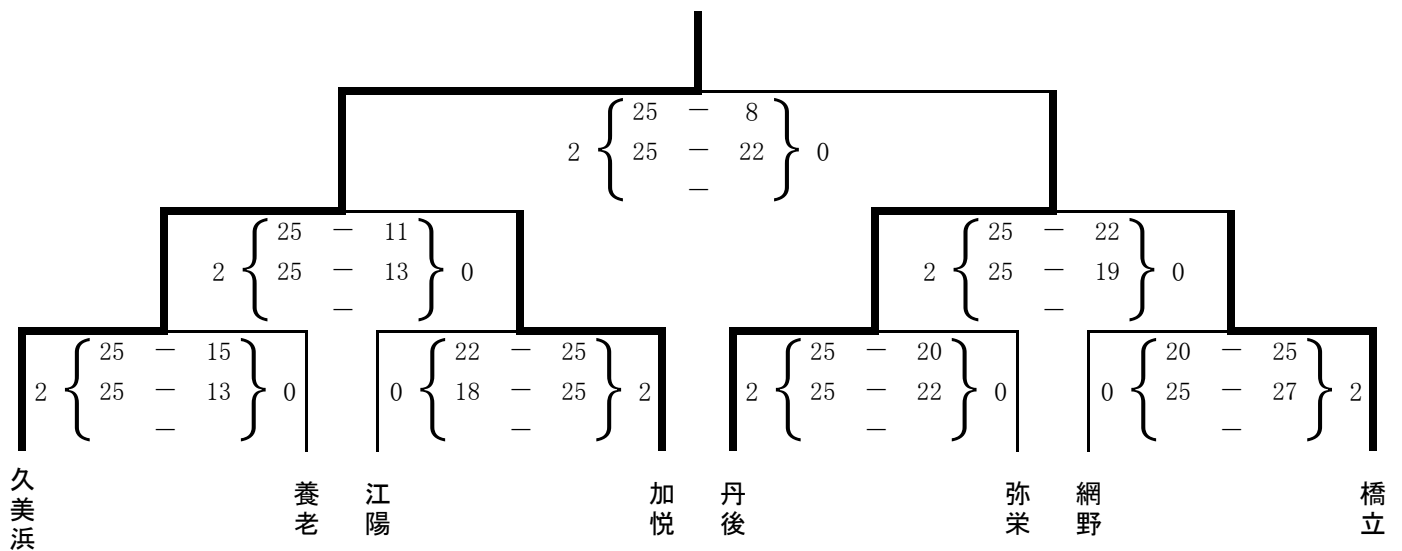 25 — 8
2 { 25 — 22 } 0
—
25 — 11
2 { 25 — 13 } 0
—
25 — 22
2 { 25 — 19 } 0
—
25 — 15
2 { 25 — 13 } 0
—
22 — 25
0 { 18 — 25 } 2
—
25 — 20
2 { 25 — 22 } 0
—
20 — 25
0 { 25 — 27 } 2
—
久美浜
養老
江陽
加悦
丹後
弥栄
網野
橋立